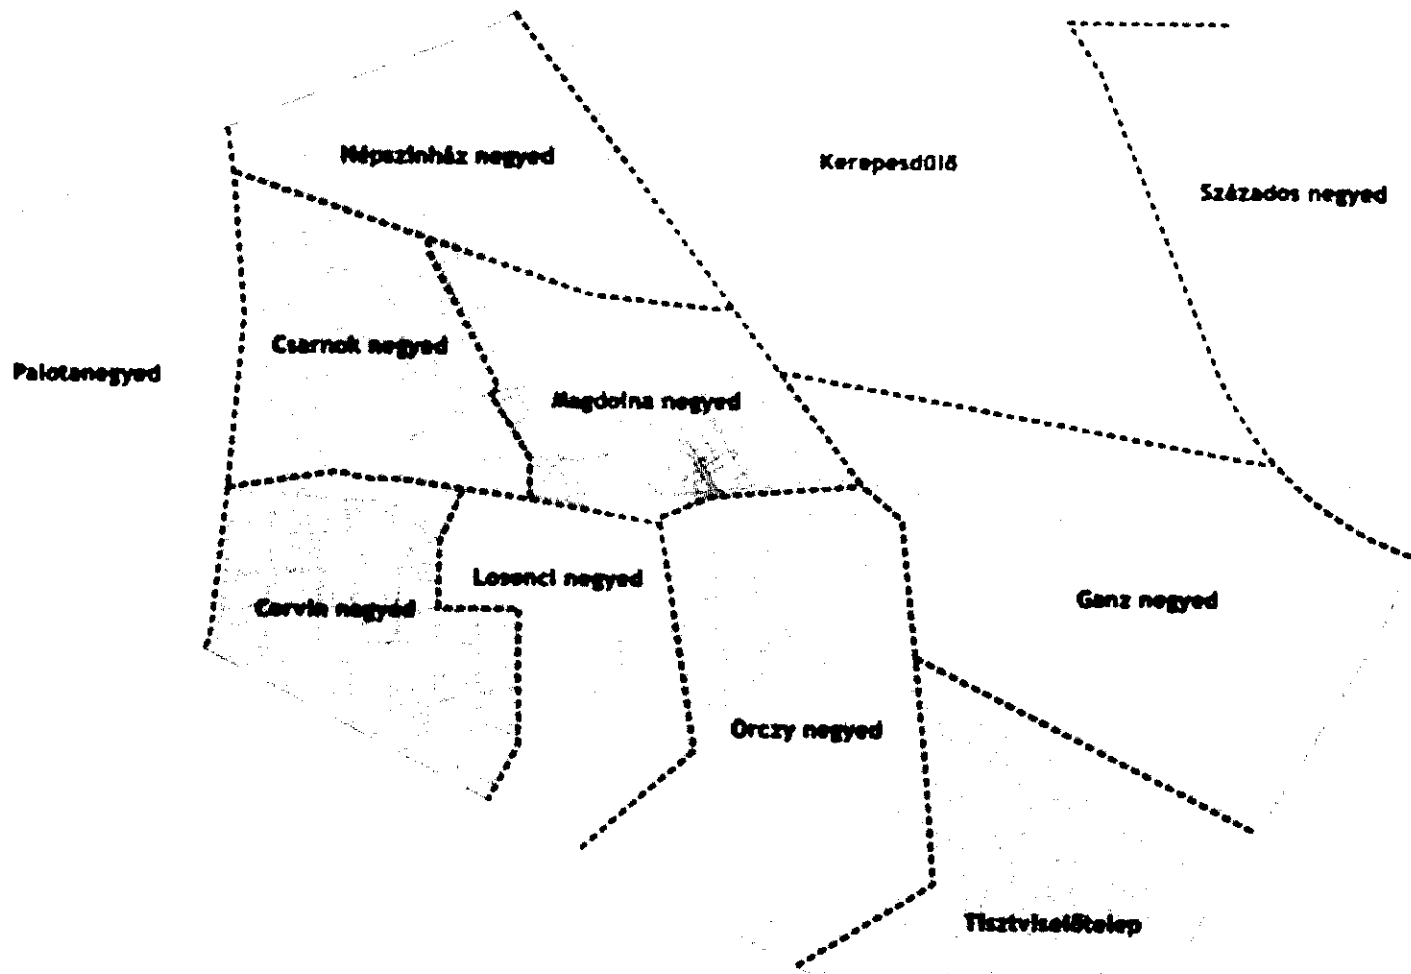 Népszínház negyed
Kerepesdűlő
Százados negyed
Csarnok negyed
Palotanegyed
Magdolna negyed
Losonci negyed
Corvin negyed
Ganz negyed
Orczy negyed
Tisztviselőtelep